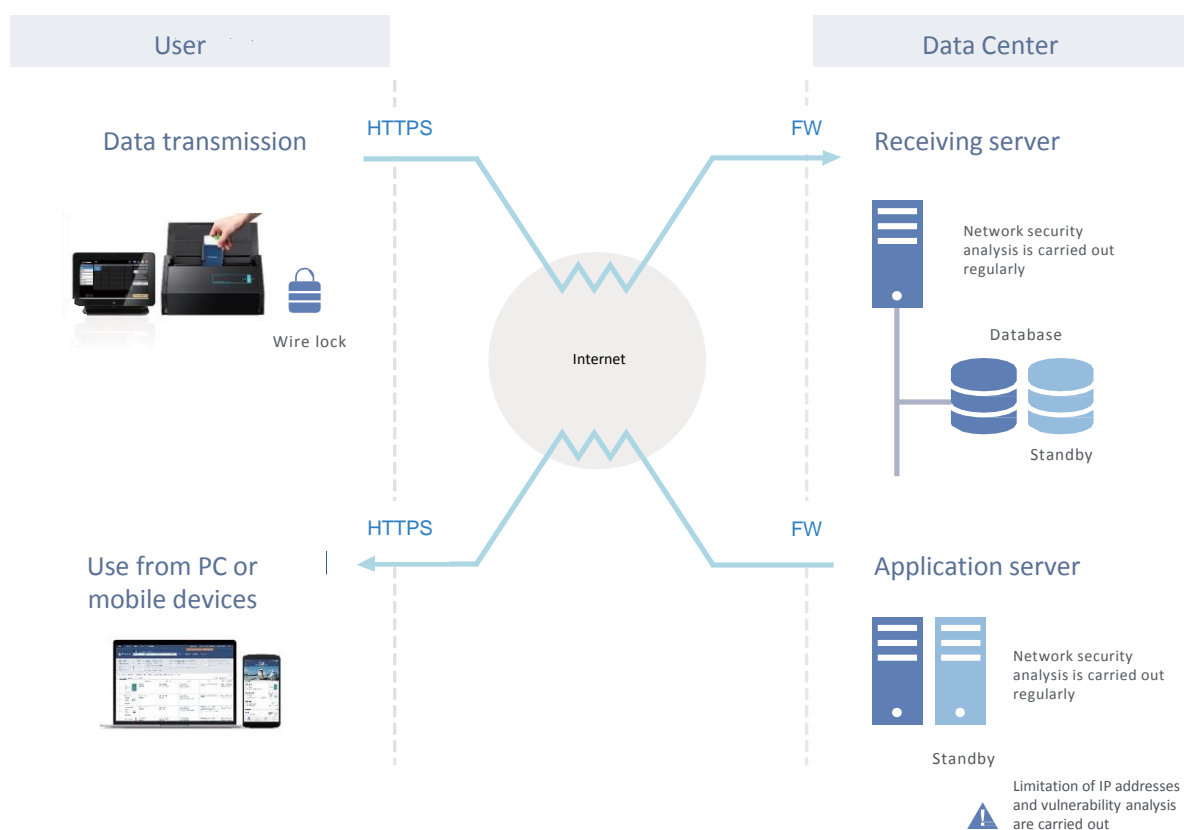 User
Data Center
Data transmission
HTTPS
FW
Receiving server
Network security
analysis is carried out
regularly
Wire lock
Database
Internet
Standby
HTTPS
FW
Use from PC or
mobile devices
Application server
Network security
analysis is carried out
regularly
Standby
Limitation of IP addresses
and vulnerability analysis
are carried out